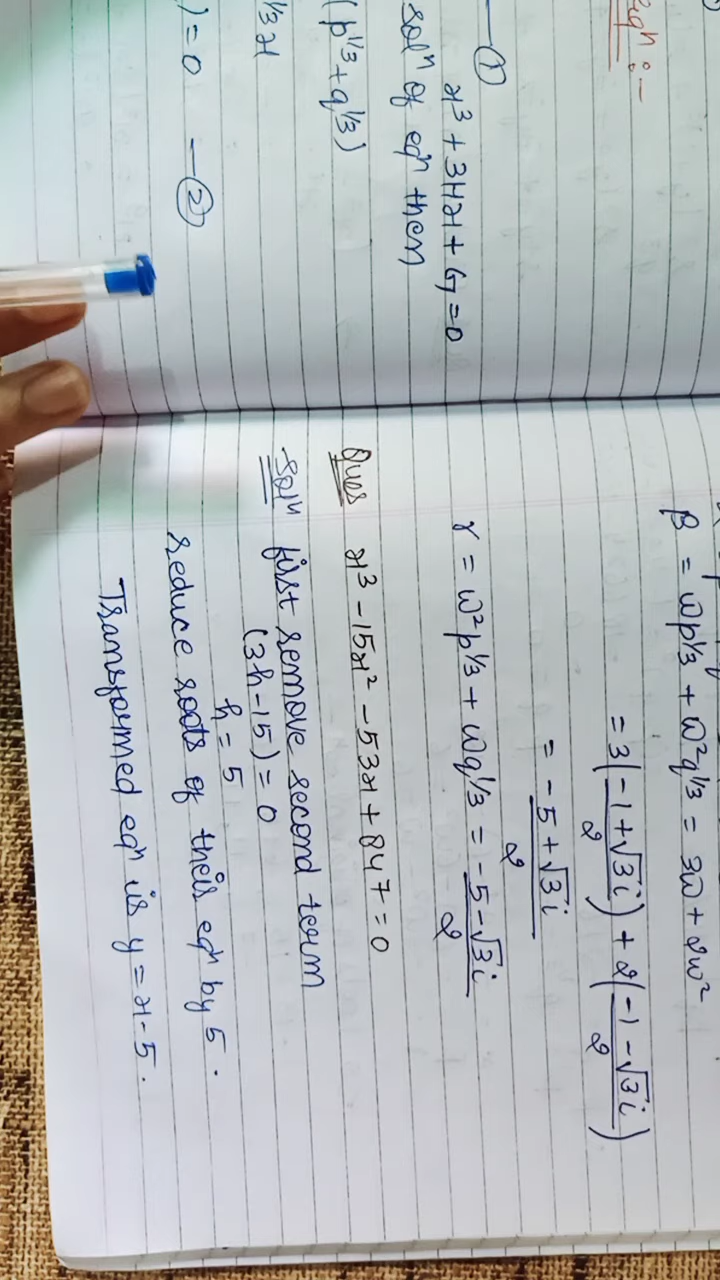 eqn :-
— ①
x³ + 3Hx + G = 0
solⁿ of eqⁿ then
(p^1/3 + q^1/3)
^1/3 x
) = 0 — ②
β = ωp^1/3 + ω²q^1/3 = 3ω + 2ω²
= 3(-1+√3i / 2) + 2(-1-√3i / 2)
= -5+√3i / 2
γ = ω²p^1/3 + ωq^1/3 = -5-√3i / 2
Ques x³ - 15x² - 53x + 847 = 0
Solⁿ first remove second term
(3h-15) = 0
h = 5
reduce roots of their eqⁿ by 5.
Transformed eqⁿ is y = x-5.